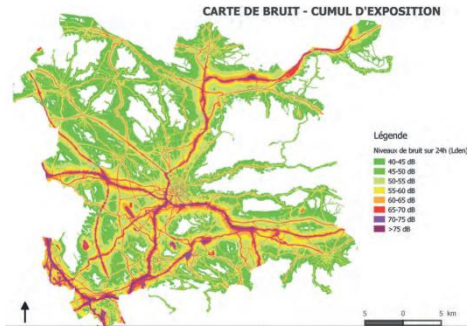 CARTE DE BRUIT - CUMUL D'EXPOSITION
Légende
Niveaux de bruit sur 24h (Lden)
40-45 dB
45-50 dB
50-55 dB
55-60 dB
60-65 dB
65-70 dB
70-75 dB
>75 dB
5 0 5 km